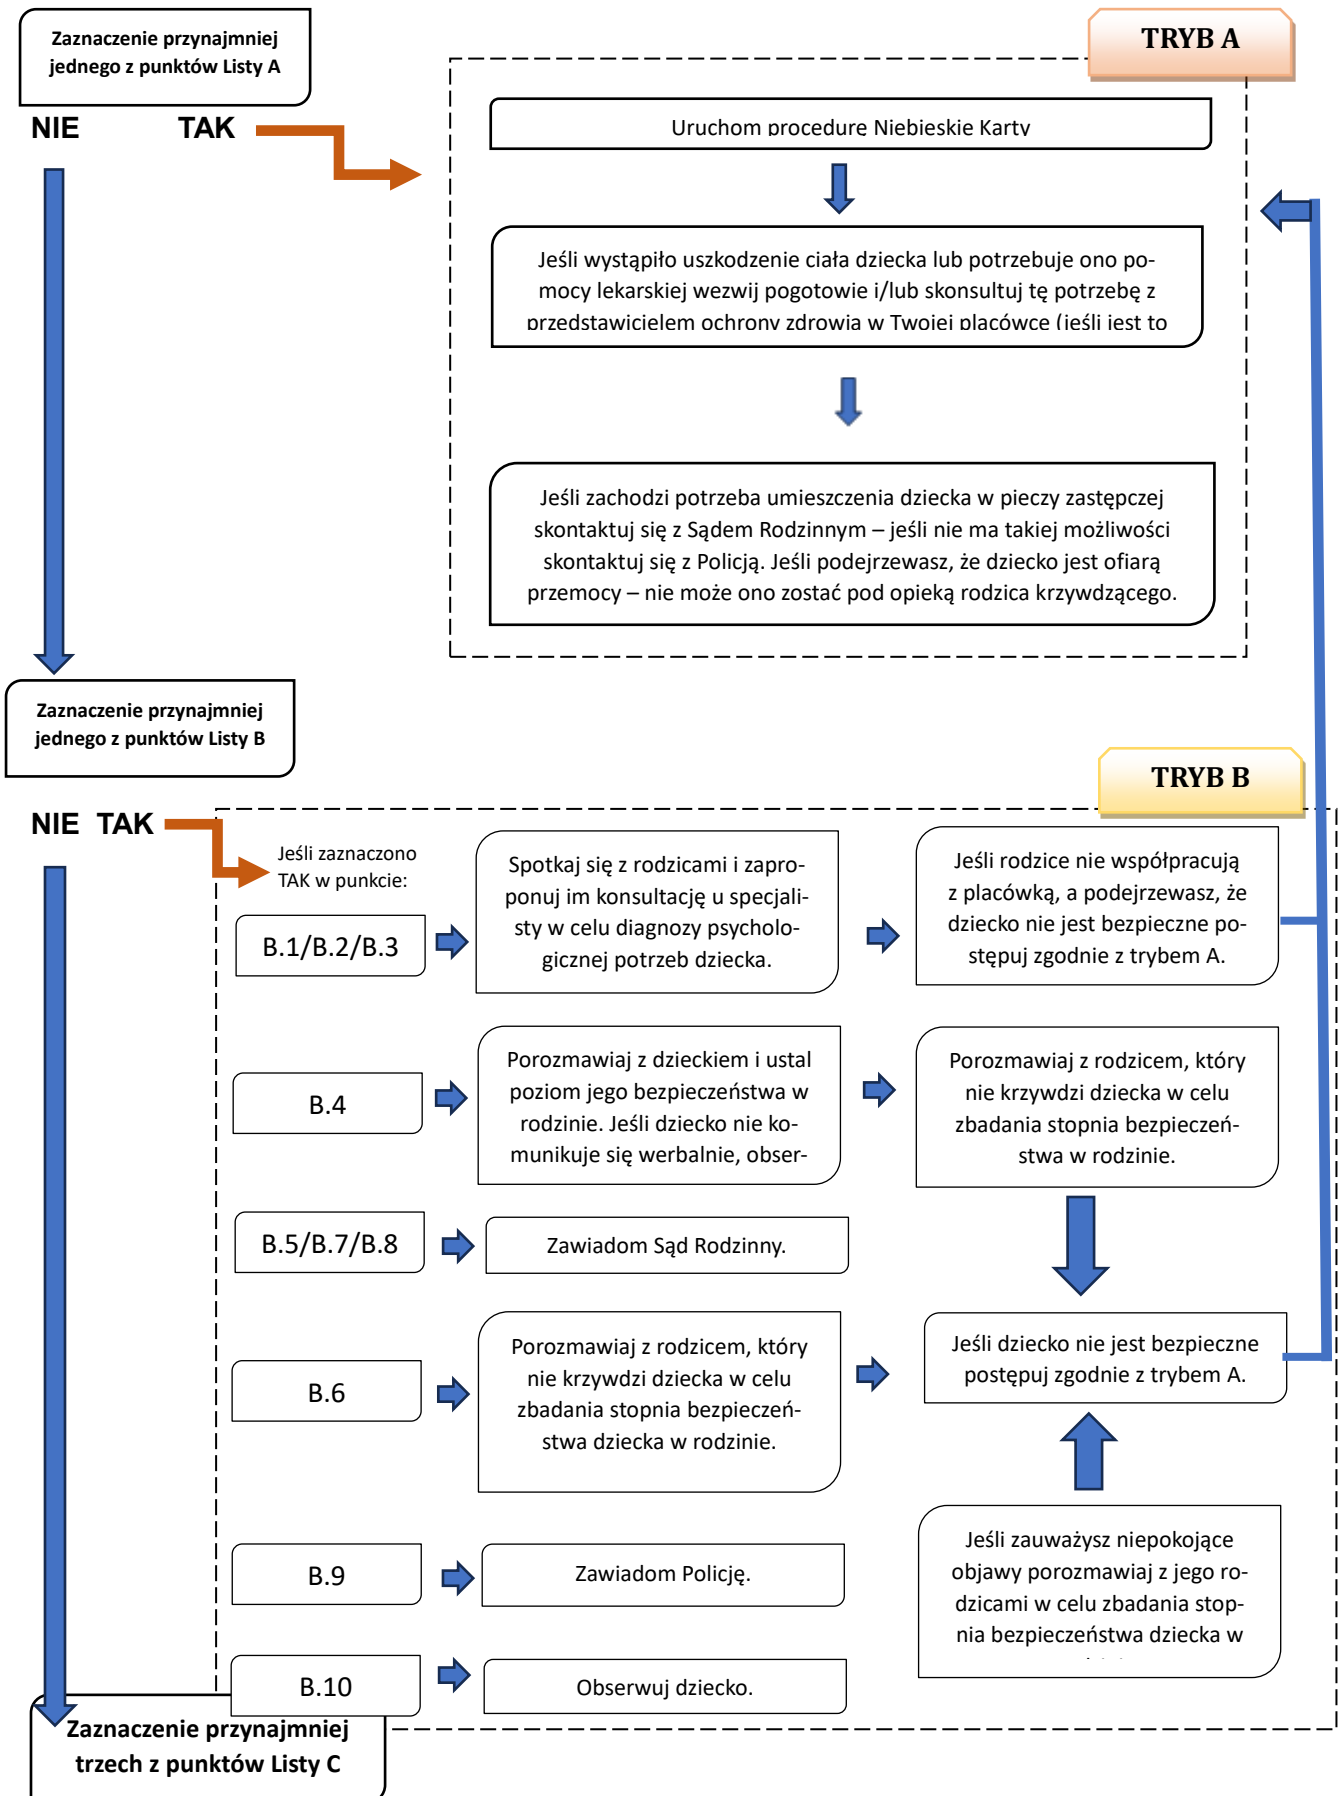 Zaznaczenie przynajmniej
jednego z punktów Listy A
NIE TAK
TRYB A
Uruchom procedurę Niebieskie Karty
Jeśli wystąpiło uszkodzenie ciała dziecka lub potrzebuje ono po-
mocy lekarskiej wezwij pogotowie i/lub skonsultuj tę potrzebę z
przedstawicielem ochrony zdrowia w Twojej placówce (jeśli jest to
Jeśli zachodzi potrzeba umieszczenia dziecka w pieczy zastępczej
skontaktuj się z Sądem Rodzinnym – jeśli nie ma takiej możliwości
skontaktuj się z Policją. Jeśli podejrzewasz, że dziecko jest ofiarą
przemocy – nie może ono zostać pod opieką rodzica krzywdzącego.
Zaznaczenie przynajmniej
jednego z punktów Listy B
NIE TAK
TRYB B
Jeśli zaznaczono
TAK w punkcie:
B.1/B.2/B.3
Spotkaj się z rodzicami i zapro-
ponuj im konsultację u specjali-
sty w celu diagnozy psycholo-
gicznej potrzeb dziecka.
Jeśli rodzice nie współpracują
z placówką, a podejrzewasz, że
dziecko nie jest bezpieczne po-
stępuj zgodnie z trybem A.
B.4
Porozmawiaj z dzieckiem i ustal
poziom jego bezpieczeństwa w
rodzinie. Jeśli dziecko nie ko-
munikuje się werbalnie, obser-
Porozmawiaj z rodzicem, który
nie krzywdzi dziecka w celu
zbadania stopnia bezpieczeń-
stwa w rodzinie.
B.5/B.7/B.8
Zawiadom Sąd Rodzinny.
B.6
Porozmawiaj z rodzicem, który
nie krzywdzi dziecka w celu
zbadania stopnia bezpieczeń-
stwa dziecka w rodzinie.
Jeśli dziecko nie jest bezpieczne
postępuj zgodnie z trybem A.
B.9
Zawiadom Policję.
Jeśli zauważysz niepokojące
objawy porozmawiaj z jego ro-
dzicami w celu zbadania stop-
nia bezpieczeństwa dziecka w
B.10
Obserwuj dziecko.
Zaznaczenie przynajmniej
trzech z punktów Listy C